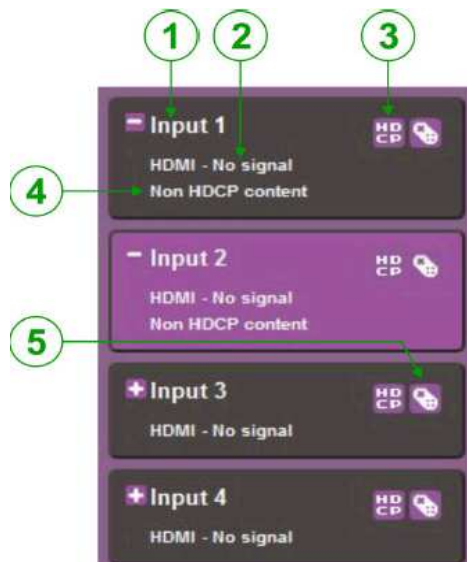 1 2 3
Input 1 HD CP
HDMI - No signal
4 Non HDCP content
Input 2 HD CP
HDMI - No signal
Non HDCP content
5
Input 3 HD CP
HDMI - No signal
Input 4 HD CP
HDMI - No signal